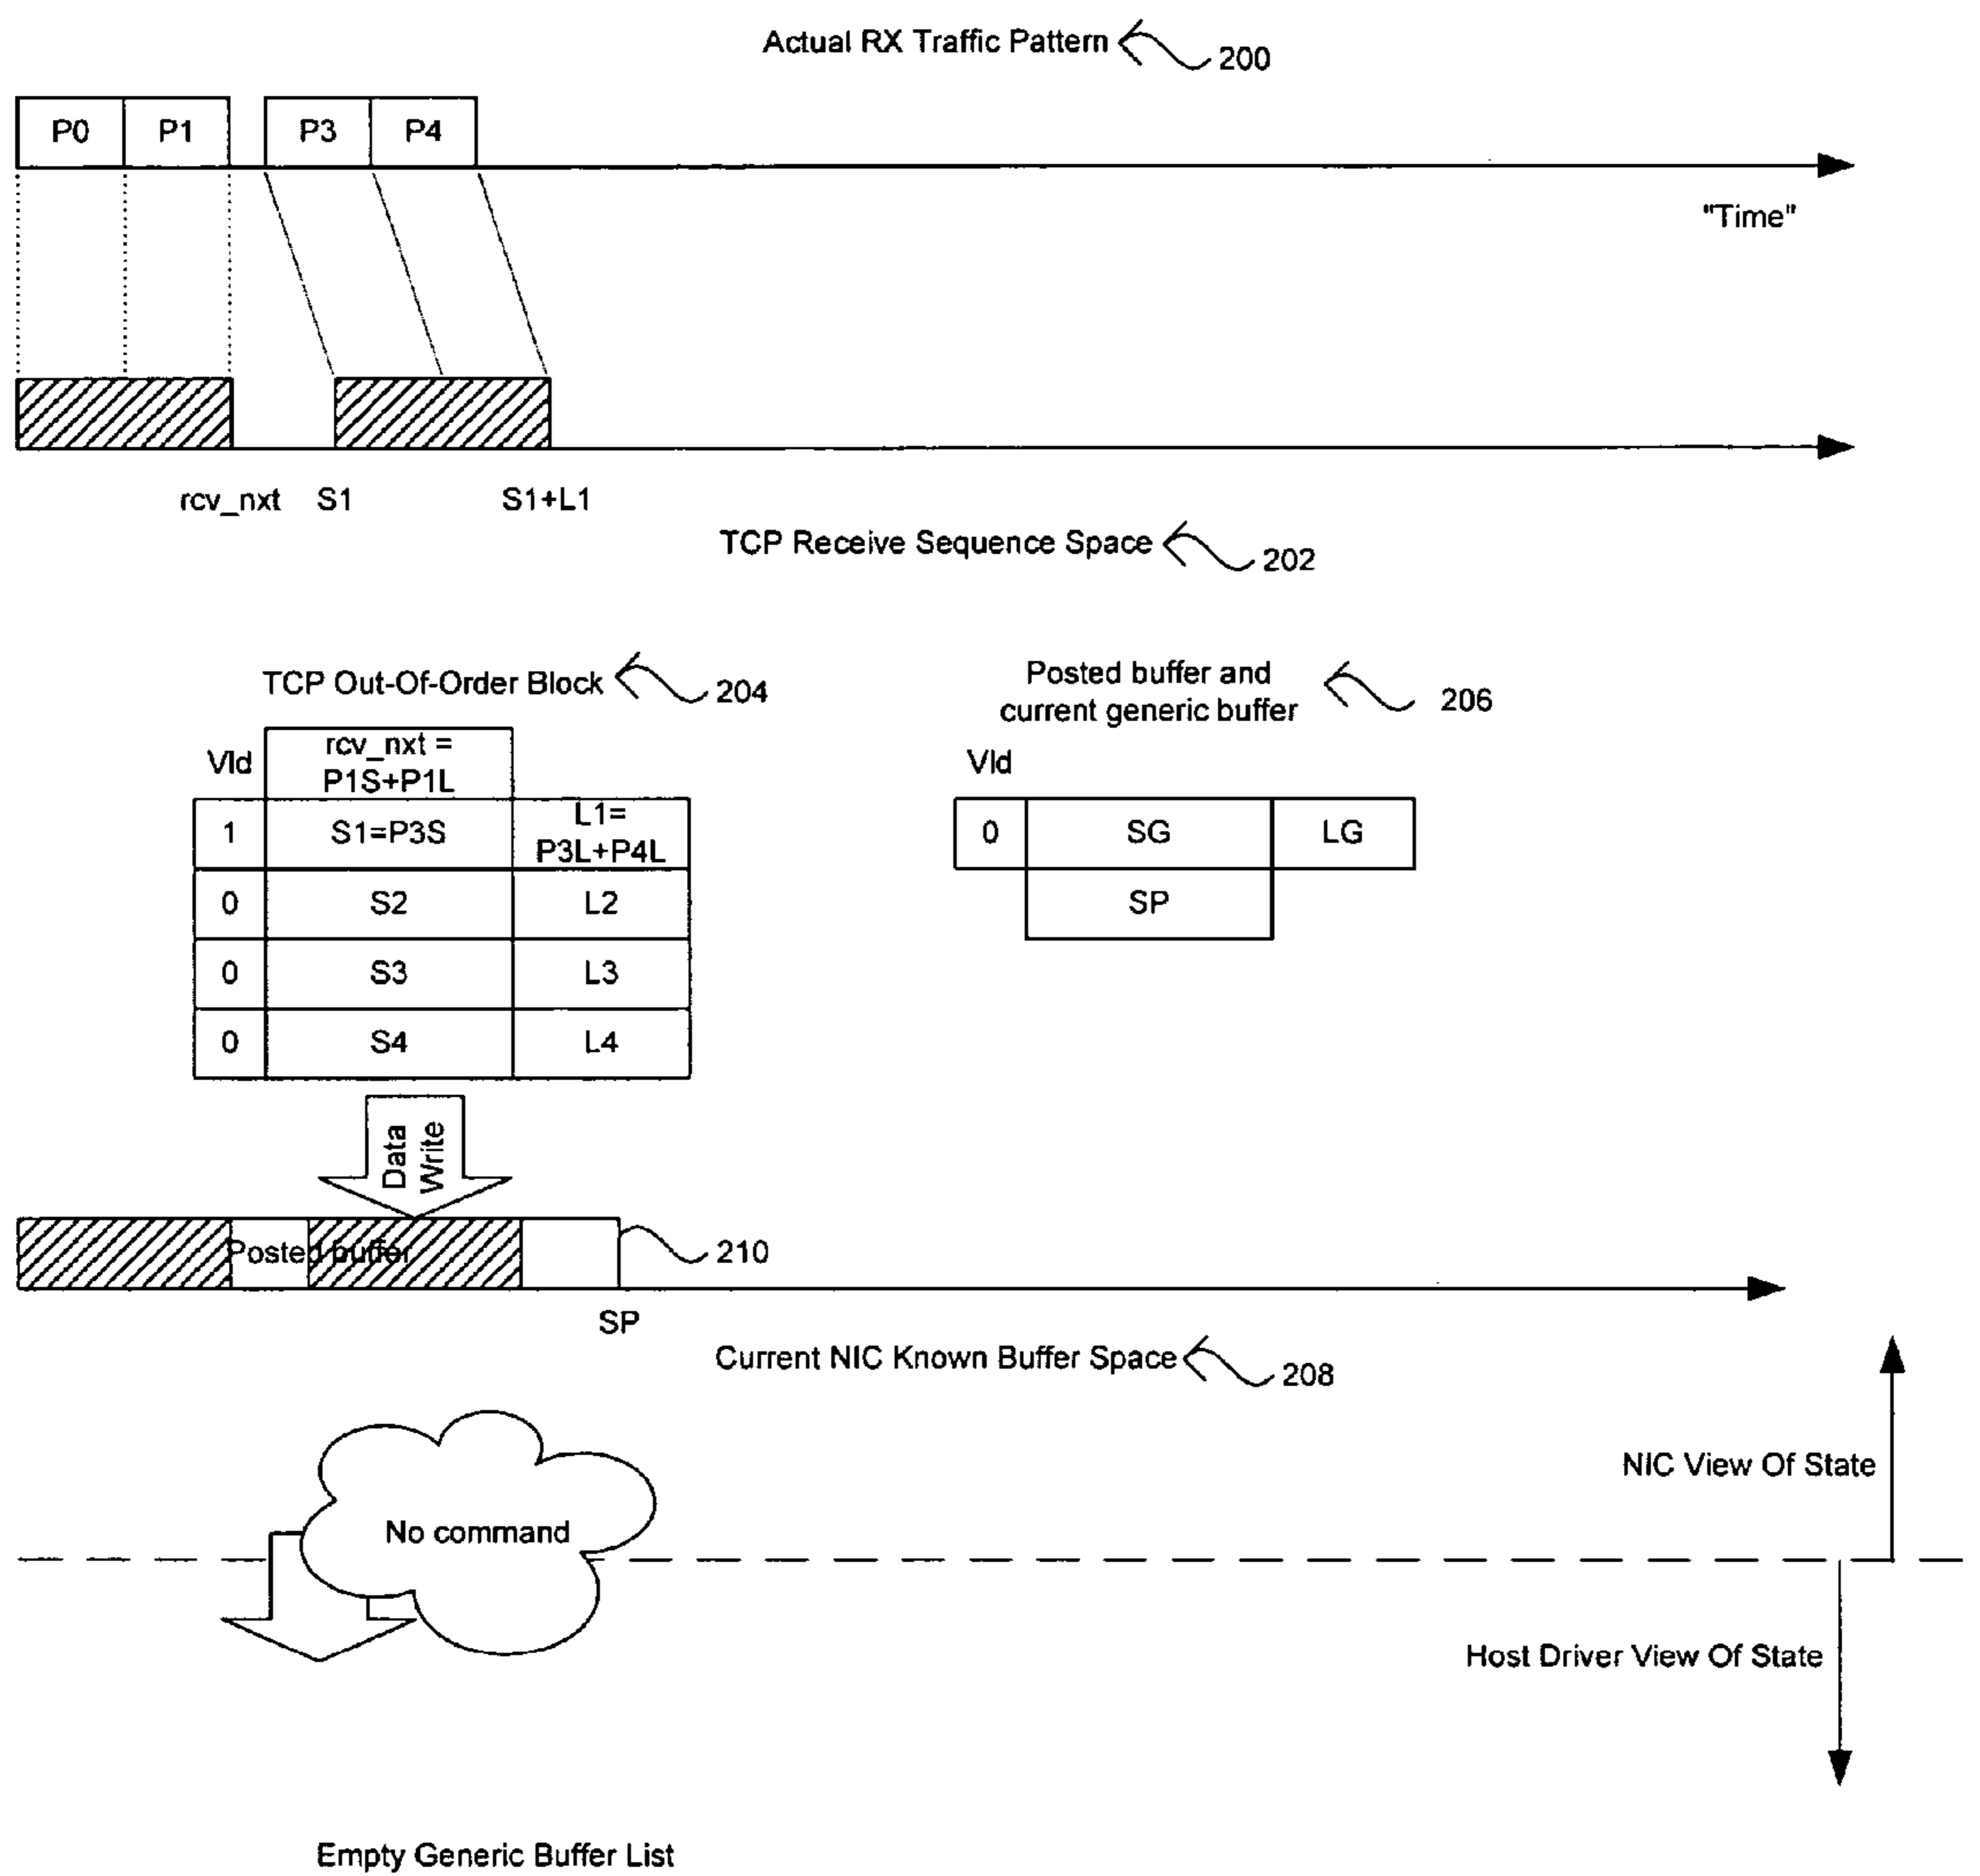 Actual RX Traffic Pattern 200
P0 P1 P3 P4
"Time"
rcv_nxt S1 S1+L1
TCP Receive Sequence Space 202
TCP Out-Of-Order Block 204
Posted buffer and
current generic buffer
206
Vld
rcv_nxt =
P1S+P1L
1 S1=P3S
L1=
P3L+P4L
0 S2 L2
0 S3 L3
0 S4 L4
Vld
0 SG LG
SP
Data
Write
Posted buffer
210
SP
Current NIC Known Buffer Space 208
NIC View Of State
No command
Host Driver View Of State
Empty Generic Buffer List